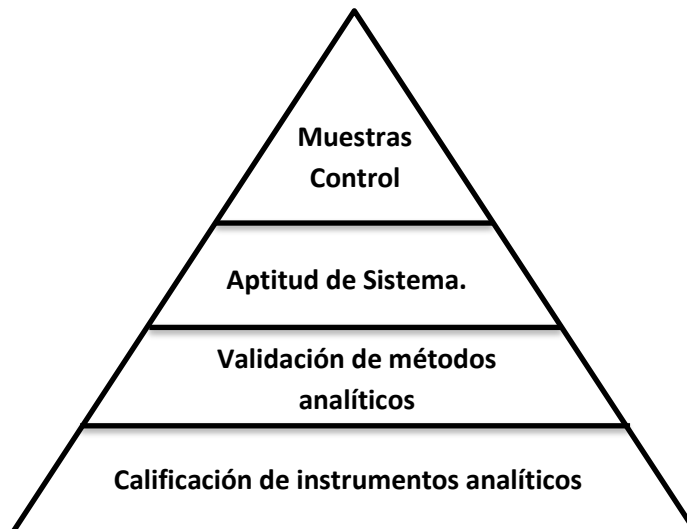 Muestras
Control
Aptitud de Sistema.
Validación de métodos
analíticos
Calificación de instrumentos analíticos